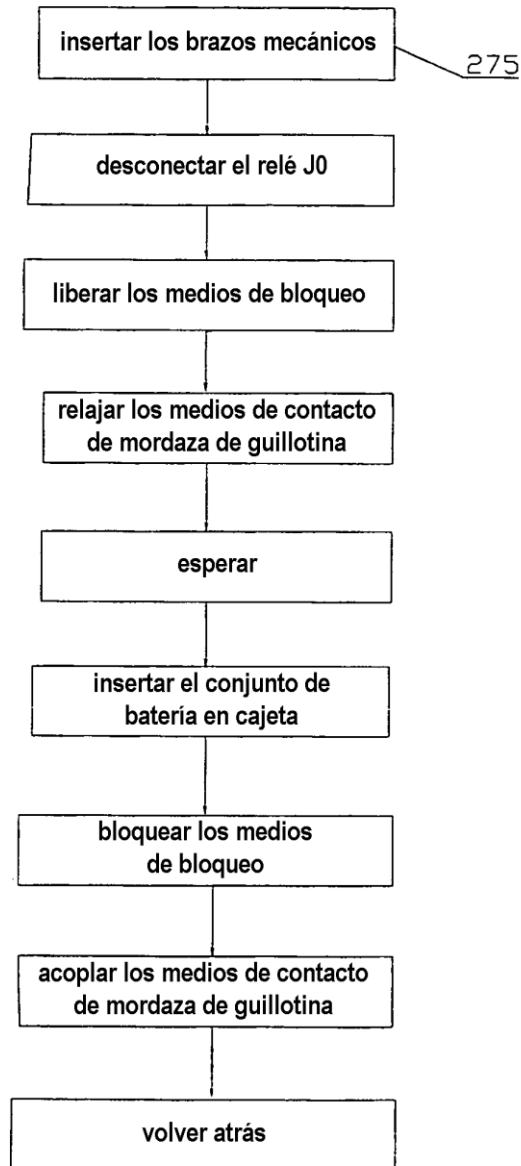 insertar los brazos mecánicos
275
desconectar el relé J0
liberar los medios de bloqueo
relajar los medios de contacto
de mordaza de guillotina
esperar
insertar el conjunto de
batería en cajeta
bloquear los medios
de bloqueo
acoplar los medios de contacto
de mordaza de guillotina
volver atrás